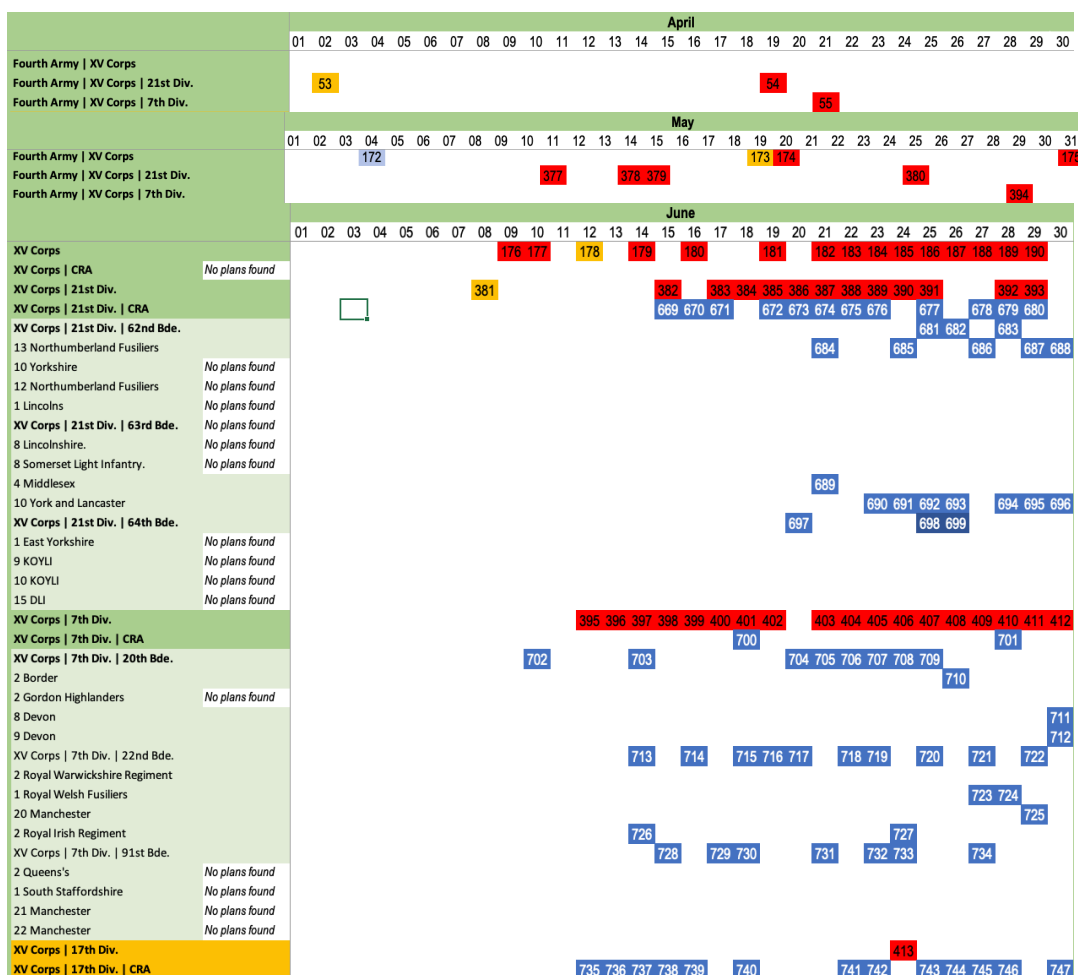 April
01 02 03 04 05 06 07 08 09 10 11 12 13 14 15 16 17 18 19 20 21 22 23 24 25 26 27 28 29 30
Fourth Army | XV Corps
Fourth Army | XV Corps | 21st Div. 53 54
Fourth Army | XV Corps | 7th Div. 55
May
01 02 03 04 05 06 07 08 09 10 11 12 13 14 15 16 17 18 19 20 21 22 23 24 25 26 27 28 29 30 31
Fourth Army | XV Corps 172 173 174 175
Fourth Army | XV Corps | 21st Div. 377 378 379 380
Fourth Army | XV Corps | 7th Div. 394
June
01 02 03 04 05 06 07 08 09 10 11 12 13 14 15 16 17 18 19 20 21 22 23 24 25 26 27 28 29 30
XV Corps 176 177 178 179 180 181 182 183 184 185 186 187 188 189 190
XV Corps | CRA No plans found
XV Corps | 21st Div. 381 382 383 384 385 386 387 388 389 390 391 392 393
XV Corps | 21st Div. | CRA 669 670 671 672 673 674 675 676 677 678 679 680
XV Corps | 21st Div. | 62nd Bde. 681 682 683
13 Northumberland Fusiliers 684 685 686 687 688
10 Yorkshire No plans found
12 Northumberland Fusiliers No plans found
1 Lincolns No plans found
XV Corps | 21st Div. | 63rd Bde. No plans found
8 Lincolnshire. No plans found
8 Somerset Light Infantry. No plans found
4 Middlesex 689
10 York and Lancaster 690 691 692 693 694 695 696
XV Corps | 21st Div. | 64th Bde. 697 698 699
1 East Yorkshire No plans found
9 KOYLI No plans found
10 KOYLI No plans found
15 DLI No plans found
XV Corps | 7th Div. 395 396 397 398 399 400 401 402 403 404 405 406 407 408 409 410 411 412
XV Corps | 7th Div. | CRA 700 701
XV Corps | 7th Div. | 20th Bde. 702 703 704 705 706 707 708 709
2 Border 710
2 Gordon Highlanders No plans found
8 Devon 711
9 Devon 712
XV Corps | 7th Div. | 22nd Bde. 713 714 715 716 717 718 719 720 721 722
2 Royal Warwickshire Regiment
1 Royal Welsh Fusiliers 723 724
20 Manchester 725
2 Royal Irish Regiment 726 727
XV Corps | 7th Div. | 91st Bde. 728 729 730 731 732 733 734
2 Queens's No plans found
1 South Staffordshire No plans found
21 Manchester No plans found
22 Manchester No plans found
XV Corps | 17th Div. 413
XV Corps | 17th Div. | CRA 735 736 737 738 739 740 741 742 743 744 745 746 747